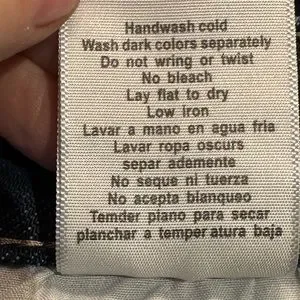 Handwash cold
Wash dark colors separately
Do not wring or twist
No bleach
Lay flat to dry
Low iron
Lavar a mano en agua fria
Lavar ropa oscurs
separ ademente
No seque ni tuerza
No acepta blanqueo
Temder piano para secar
planchar a temper atura baja